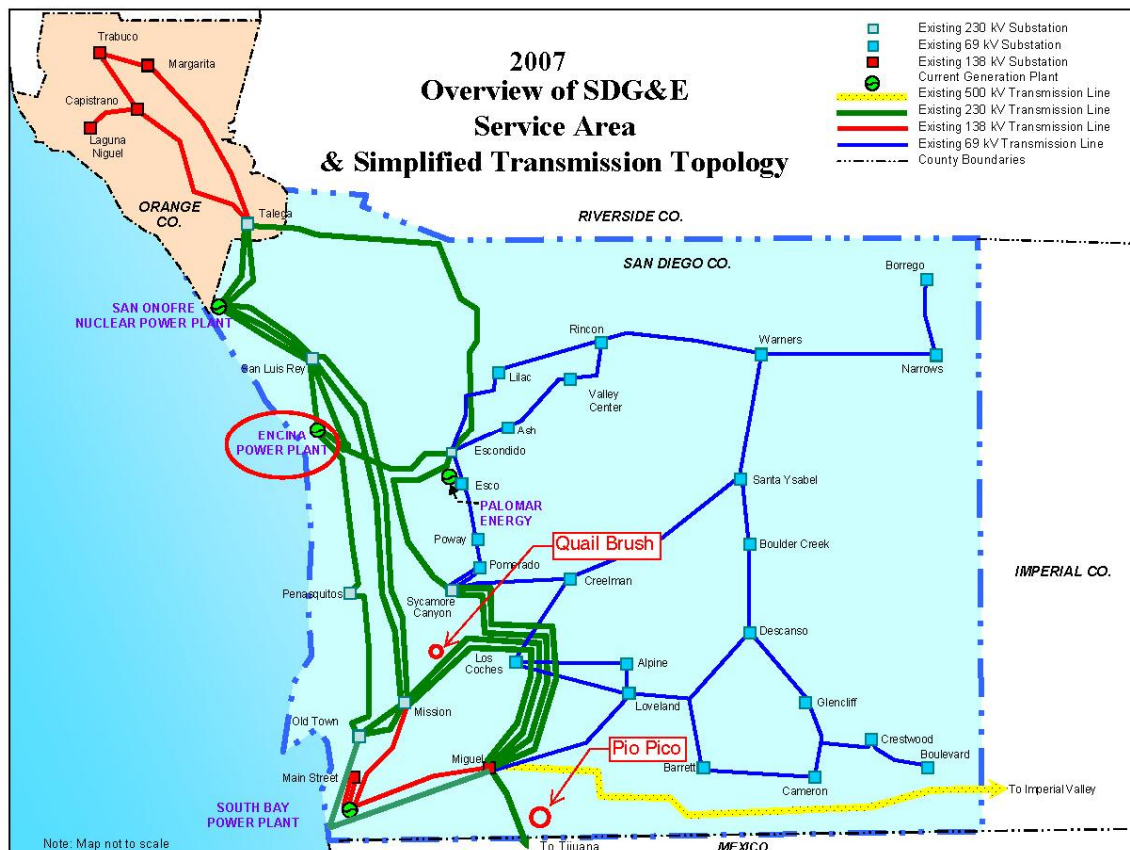 2007
Overview of SDG&E
Service Area
& Simplified Transmission Topology
Existing 230 kV Substation
Existing 69 kV Substation
Existing 138 kV Substation
Current Generation Plant
Existing 500 kV Transmission Line
Existing 230 kV Transmission Line
Existing 138 kV Transmission Line
Existing 69 kV Transmission Line
County Boundaries
Trabuco
Margarita
Capistrano
Laguna
Niguel
ORANGE
CO.
Talega
RIVERSIDE CO.
SAN DIEGO CO.
Borrego
SAN ONOFRE
NUCLEAR POWER PLANT
Rincon
Warners
Narrows
San Luis Rey
Lilac
Valley
Center
Ash
ENCINA
POWER PLANT
Escondido
Esco
Santa Ysabel
PALOMAR
ENERGY
Poway
Quail Brush
Boulder Creek
Pomerado
IMPERIAL CO.
Penasquitos
Sycamore
Canyon
Creelman
Descanso
Los
Coches
Alpine
Loveland
Mission
Glencliff
Old Town
Crestwood
Boulevard
Miguel
Pio Pico
Main Street
Barrett
Cameron
To Imperial Valley
SOUTH BAY
POWER PLANT
Note: Map not to scale
To Tijuana
MEXICO